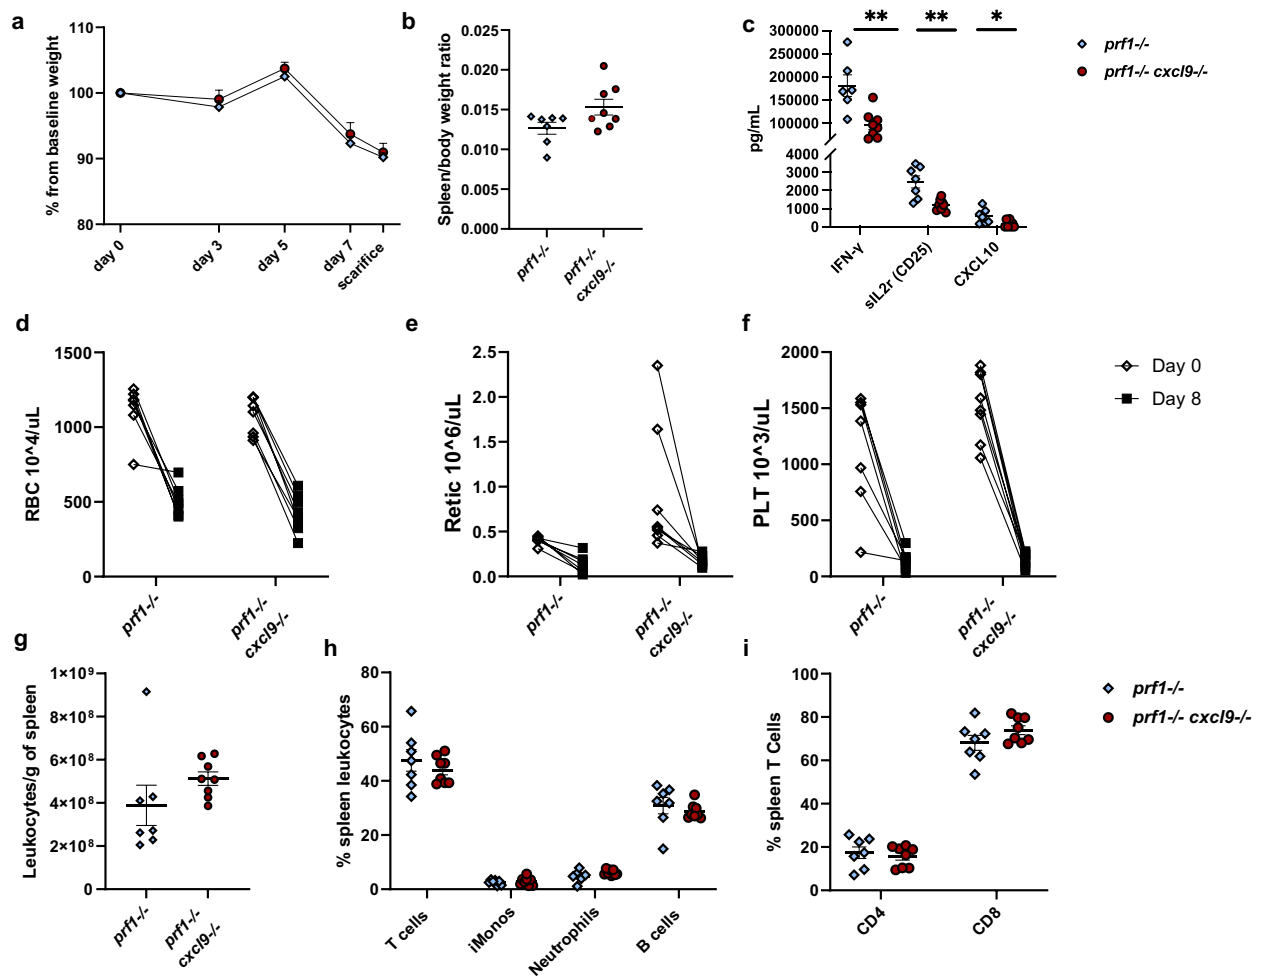 a
110
100
90
80
% from baseline weight
day 0
day 3
day 5
day 7
scarifice
b
0.025
0.020
0.015
0.010
0.005
0.000
Spleen/body weight ratio
prf1-/-
prf1-/-
cxcl9-/-
c
** ** *
300000
250000
200000
150000
100000
4000
3000
2000
1000
0
pg/mL
IFN-γ
sIL2r (CD25)
CXCL10
prf1-/-
prf1-/- cxcl9-/-
d
1500
1000
500
0
RBC 10^4/uL
prf1-/-
prf1-/-
cxcl9-/-
e
2.5
2.0
1.5
1.0
0.5
0.0
Retic 10^6/uL
prf1-/-
prf1-/-
cxcl9-/-
f
2000
1500
1000
500
0
PLT 10^3/uL
prf1-/-
prf1-/-
cxcl9-/-
Day 0
Day 8
g
1×10⁹
8×10⁸
6×10⁸
4×10⁸
2×10⁸
0
Leukocytes/g of spleen
prf1-/-
prf1-/-
cxcl9-/-
h
80
60
40
20
0
% spleen leukocytes
T cells
iMonos
Neutrophils
B cells
i
100
80
60
40
20
0
% spleen T Cells
CD4
CD8
prf1-/-
prf1-/- cxcl9-/-